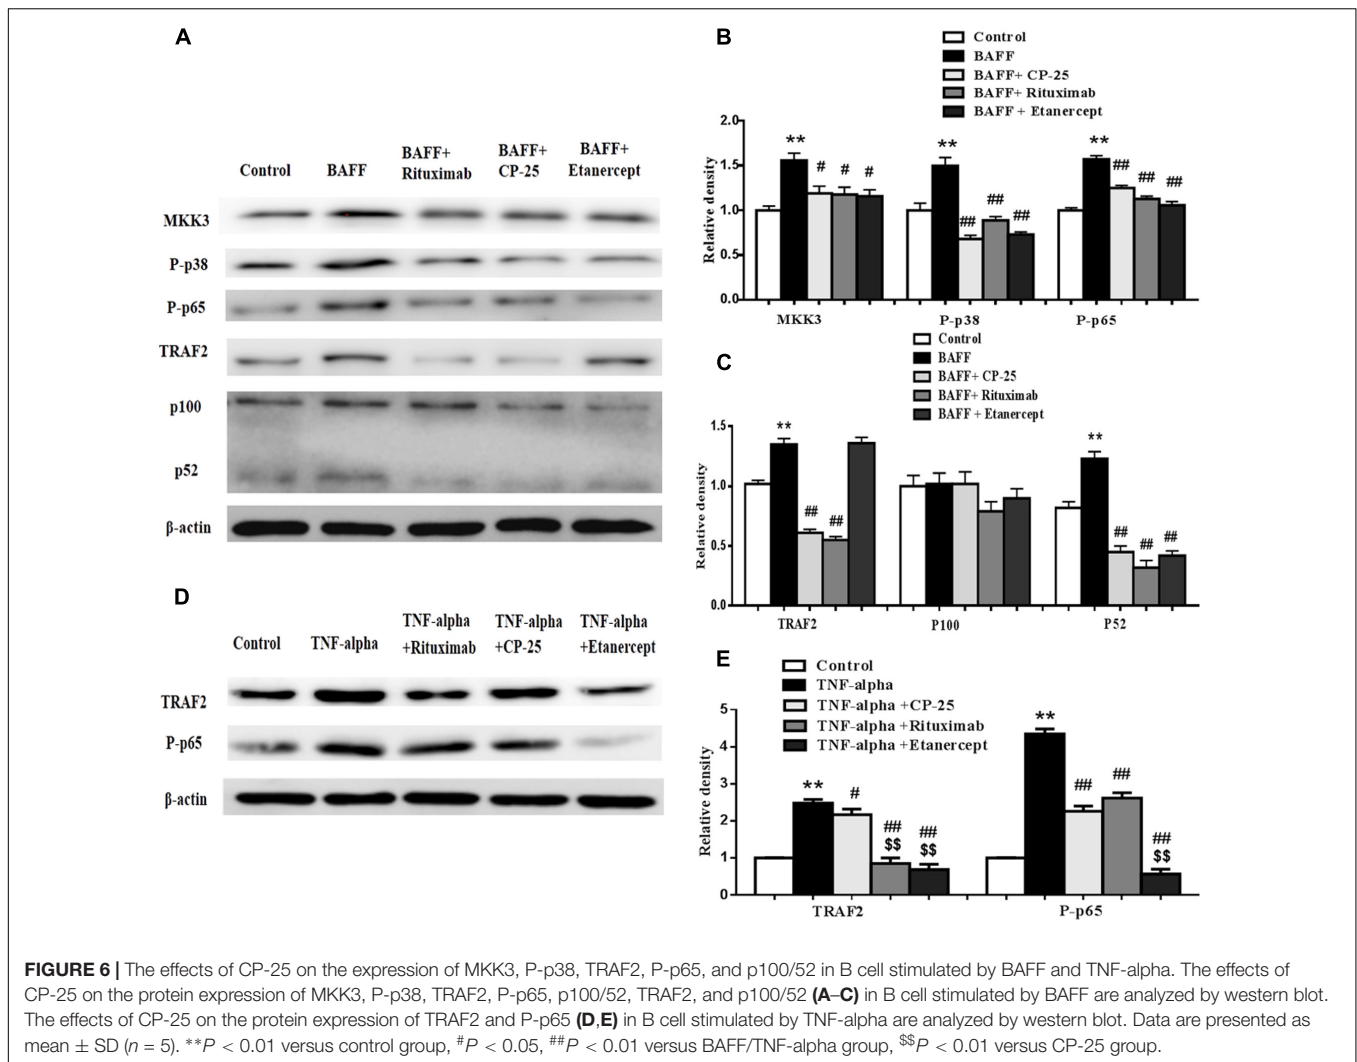 A
Control
BAFF
BAFF+
Rituximab
BAFF+
CP-25
BAFF+
Etanercept
MKK3
P-p38
P-p65
TRAF2
p100
p52
β-actin
B
Control
BAFF
BAFF+ CP-25
BAFF+ Rituximab
BAFF + Etanercept
Relative density
2.0
1.5
1.0
0.5
0.0
**
#
#
#
**
##
##
##
**
##
##
##
MKK3
P-p38
P-p65
C
Control
BAFF
BAFF+ CP-25
BAFF+ Rituximab
BAFF + Etanercept
Relative density
1.5
1.0
0.5
0.0
**
##
##
**
##
##
##
TRAF2
P100
P52
D
Control
TNF-alpha
TNF-alpha
+Rituximab
TNF-alpha
+CP-25
TNF-alpha
+Etanercept
TRAF2
P-p65
β-actin
E
Control
TNF-alpha
TNF-alpha +CP-25
TNF-alpha +Rituximab
TNF-alpha +Etanercept
Relative density
5
4
3
2
1
0
**
#
##
$$
##
$$
**
##
##
##
$$
TRAF2
P-p65
FIGURE 6 | The effects of CP-25 on the expression of MKK3, P-p38, TRAF2, P-p65, and p100/52 in B cell stimulated by BAFF and TNF-alpha. The effects of
CP-25 on the protein expression of MKK3, P-p38, TRAF2, P-p65, p100/52, TRAF2, and p100/52 (A–C) in B cell stimulated by BAFF are analyzed by western blot.
The effects of CP-25 on the protein expression of TRAF2 and P-p65 (D,E) in B cell stimulated by TNF-alpha are analyzed by western blot. Data are presented as
mean ± SD (n = 5). **P < 0.01 versus control group, #P < 0.05, ##P < 0.01 versus BAFF/TNF-alpha group, $$P < 0.01 versus CP-25 group.